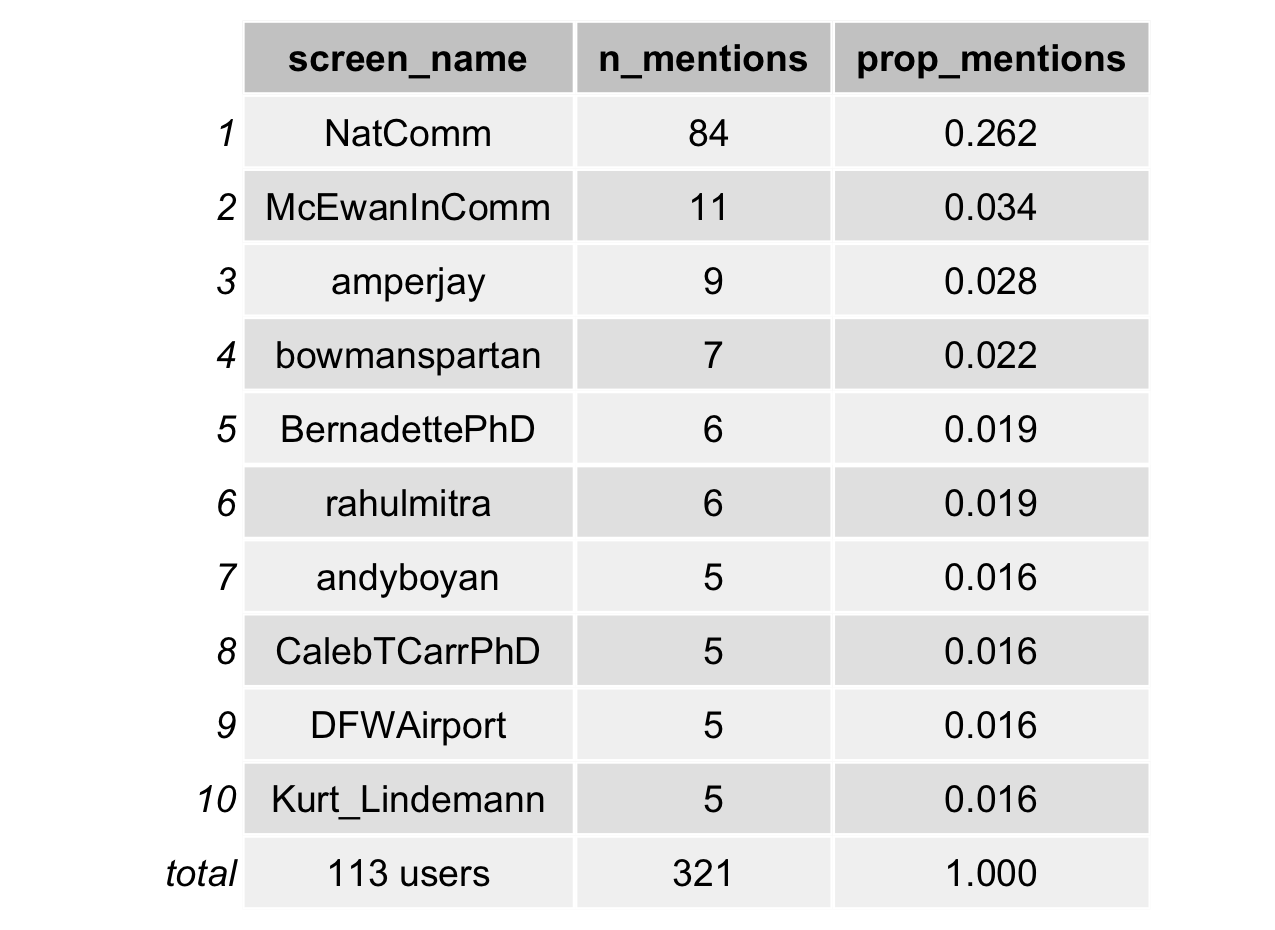 screen_name n_mentions prop_mentions
1 NatComm 84 0.262
2 McEwanInComm 11 0.034
3 amperjay 9 0.028
4 bowmanspartan 7 0.022
5 BernadettePhD 6 0.019
6 rahulmitra 6 0.019
7 andyboyan 5 0.016
8 CalebTCarrPhD 5 0.016
9 DFWAirport 5 0.016
10 Kurt_Lindemann 5 0.016
total 113 users 321 1.000